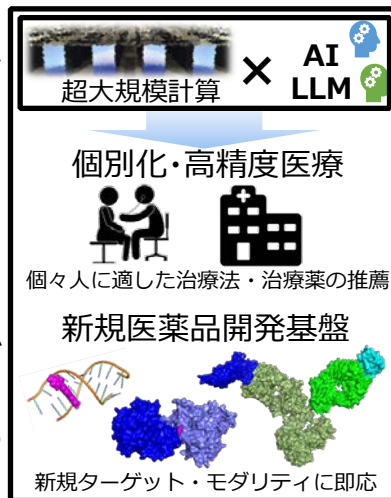 超大規模計算
×
AI
LLM
個別化･高精度医療
個々人に適した治療法・治療薬の推薦
新規医薬品開発基盤
新規ターゲット・モダリティに即応